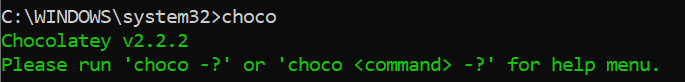 C:\WINDOWS\system32>choco
Chocolatey v2.2.2
Please run 'choco -?' or 'choco <command> -?' for help menu.